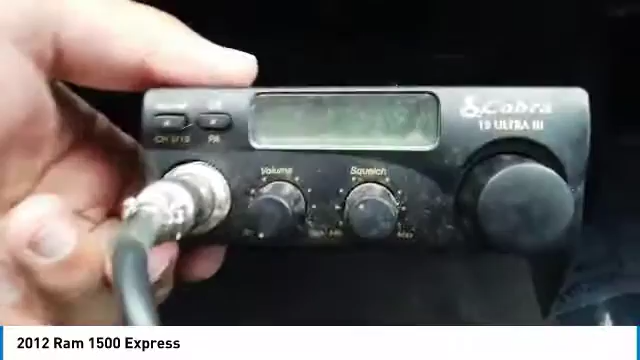 Cobra
19 ULTRA III
CH 9/19
PA
Volume
Squelch
Max
2012 Ram 1500 Express